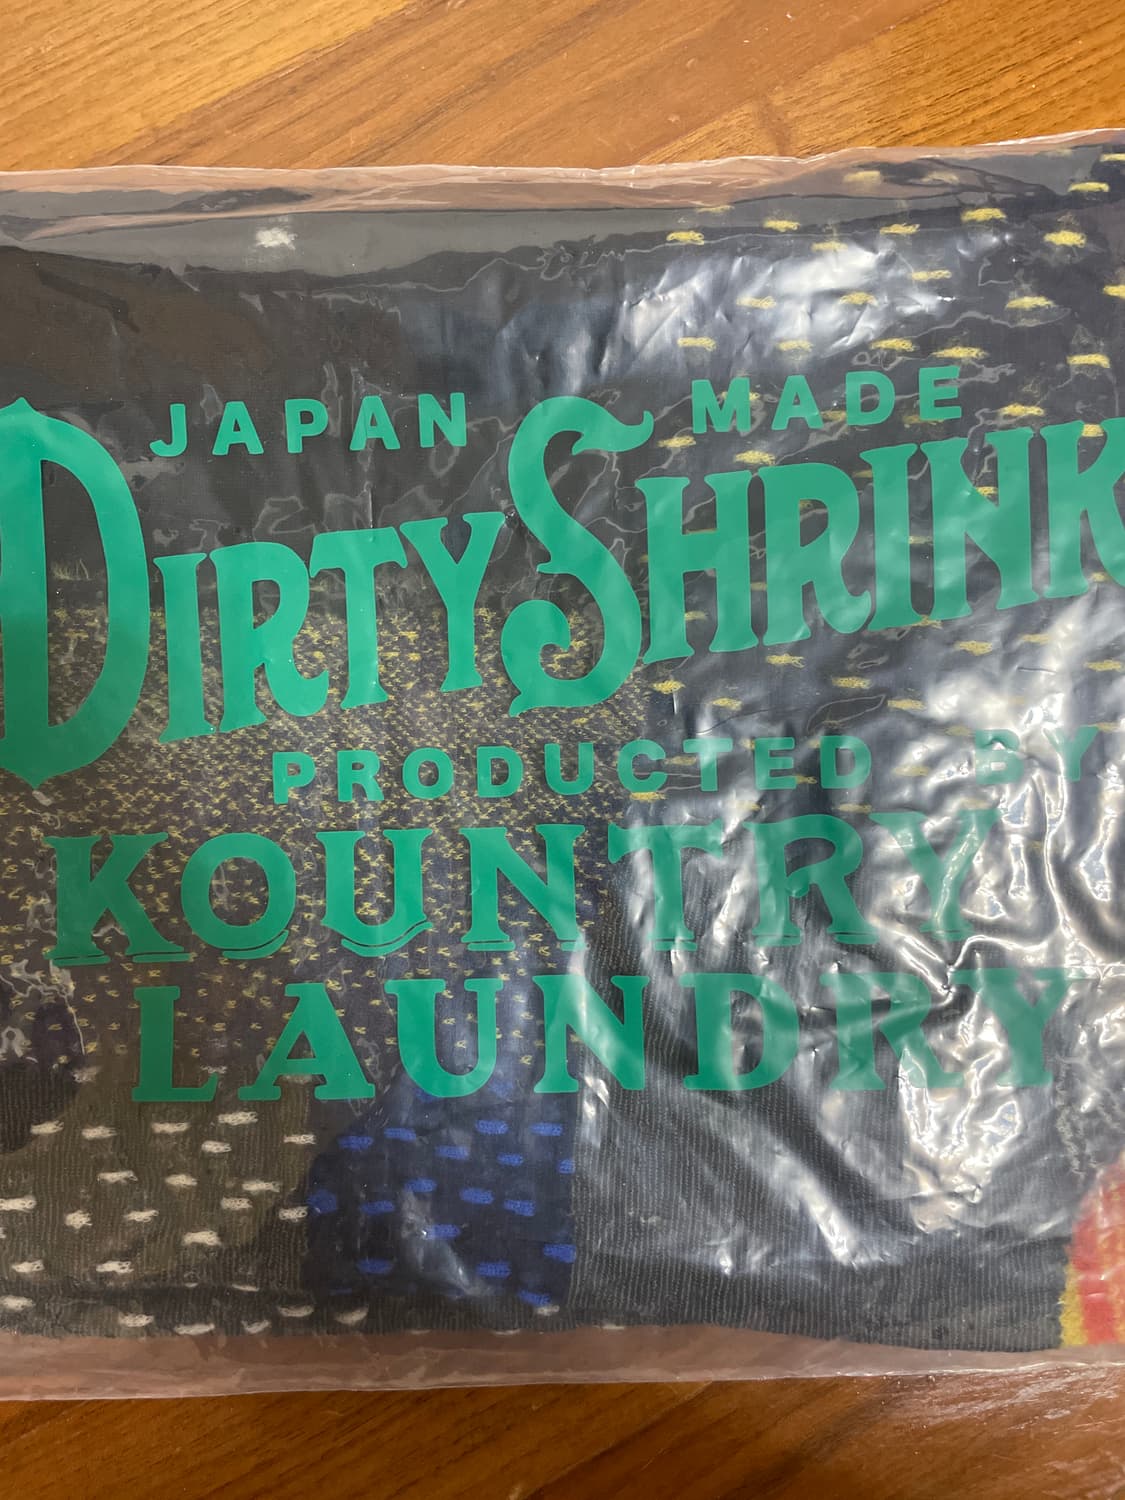 JAPAN MADE
DIRTY SHRINK
PRODUCTED BY
KOUNTRY
LAUNDRY